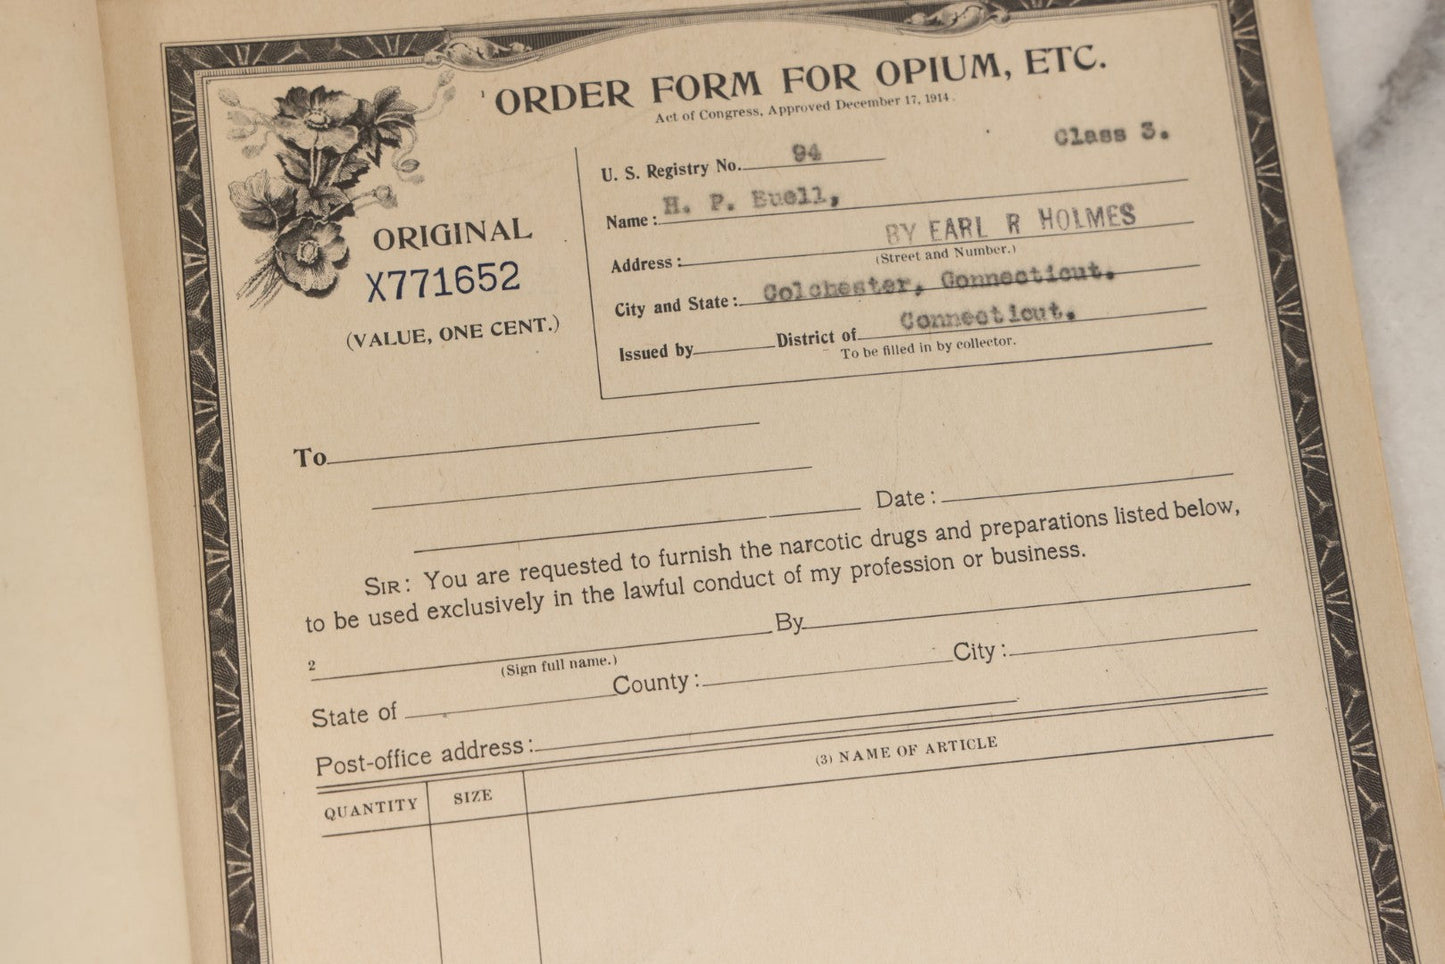 ORDER FORM FOR OPIUM, ETC.
Act of Congress, Approved December 17, 1914.
U. S. Registry No. 94 Class 3.
Name: H. P. Buell,
BY EARL R HOLMES
Address:
(Street and Number.)
City and State: Colchester, Connecticut.
Connecticut.
Issued by District of
To be filled in by collector.
ORIGINAL
X771652
(VALUE, ONE CENT.)
To
Date:
SIR: You are requested to furnish the narcotic drugs and preparations listed below,
to be used exclusively in the lawful conduct of my profession or business.
2 By
(Sign full name.)
State of County: City:
Post-office address:
QUANTITY SIZE (3) NAME OF ARTICLE